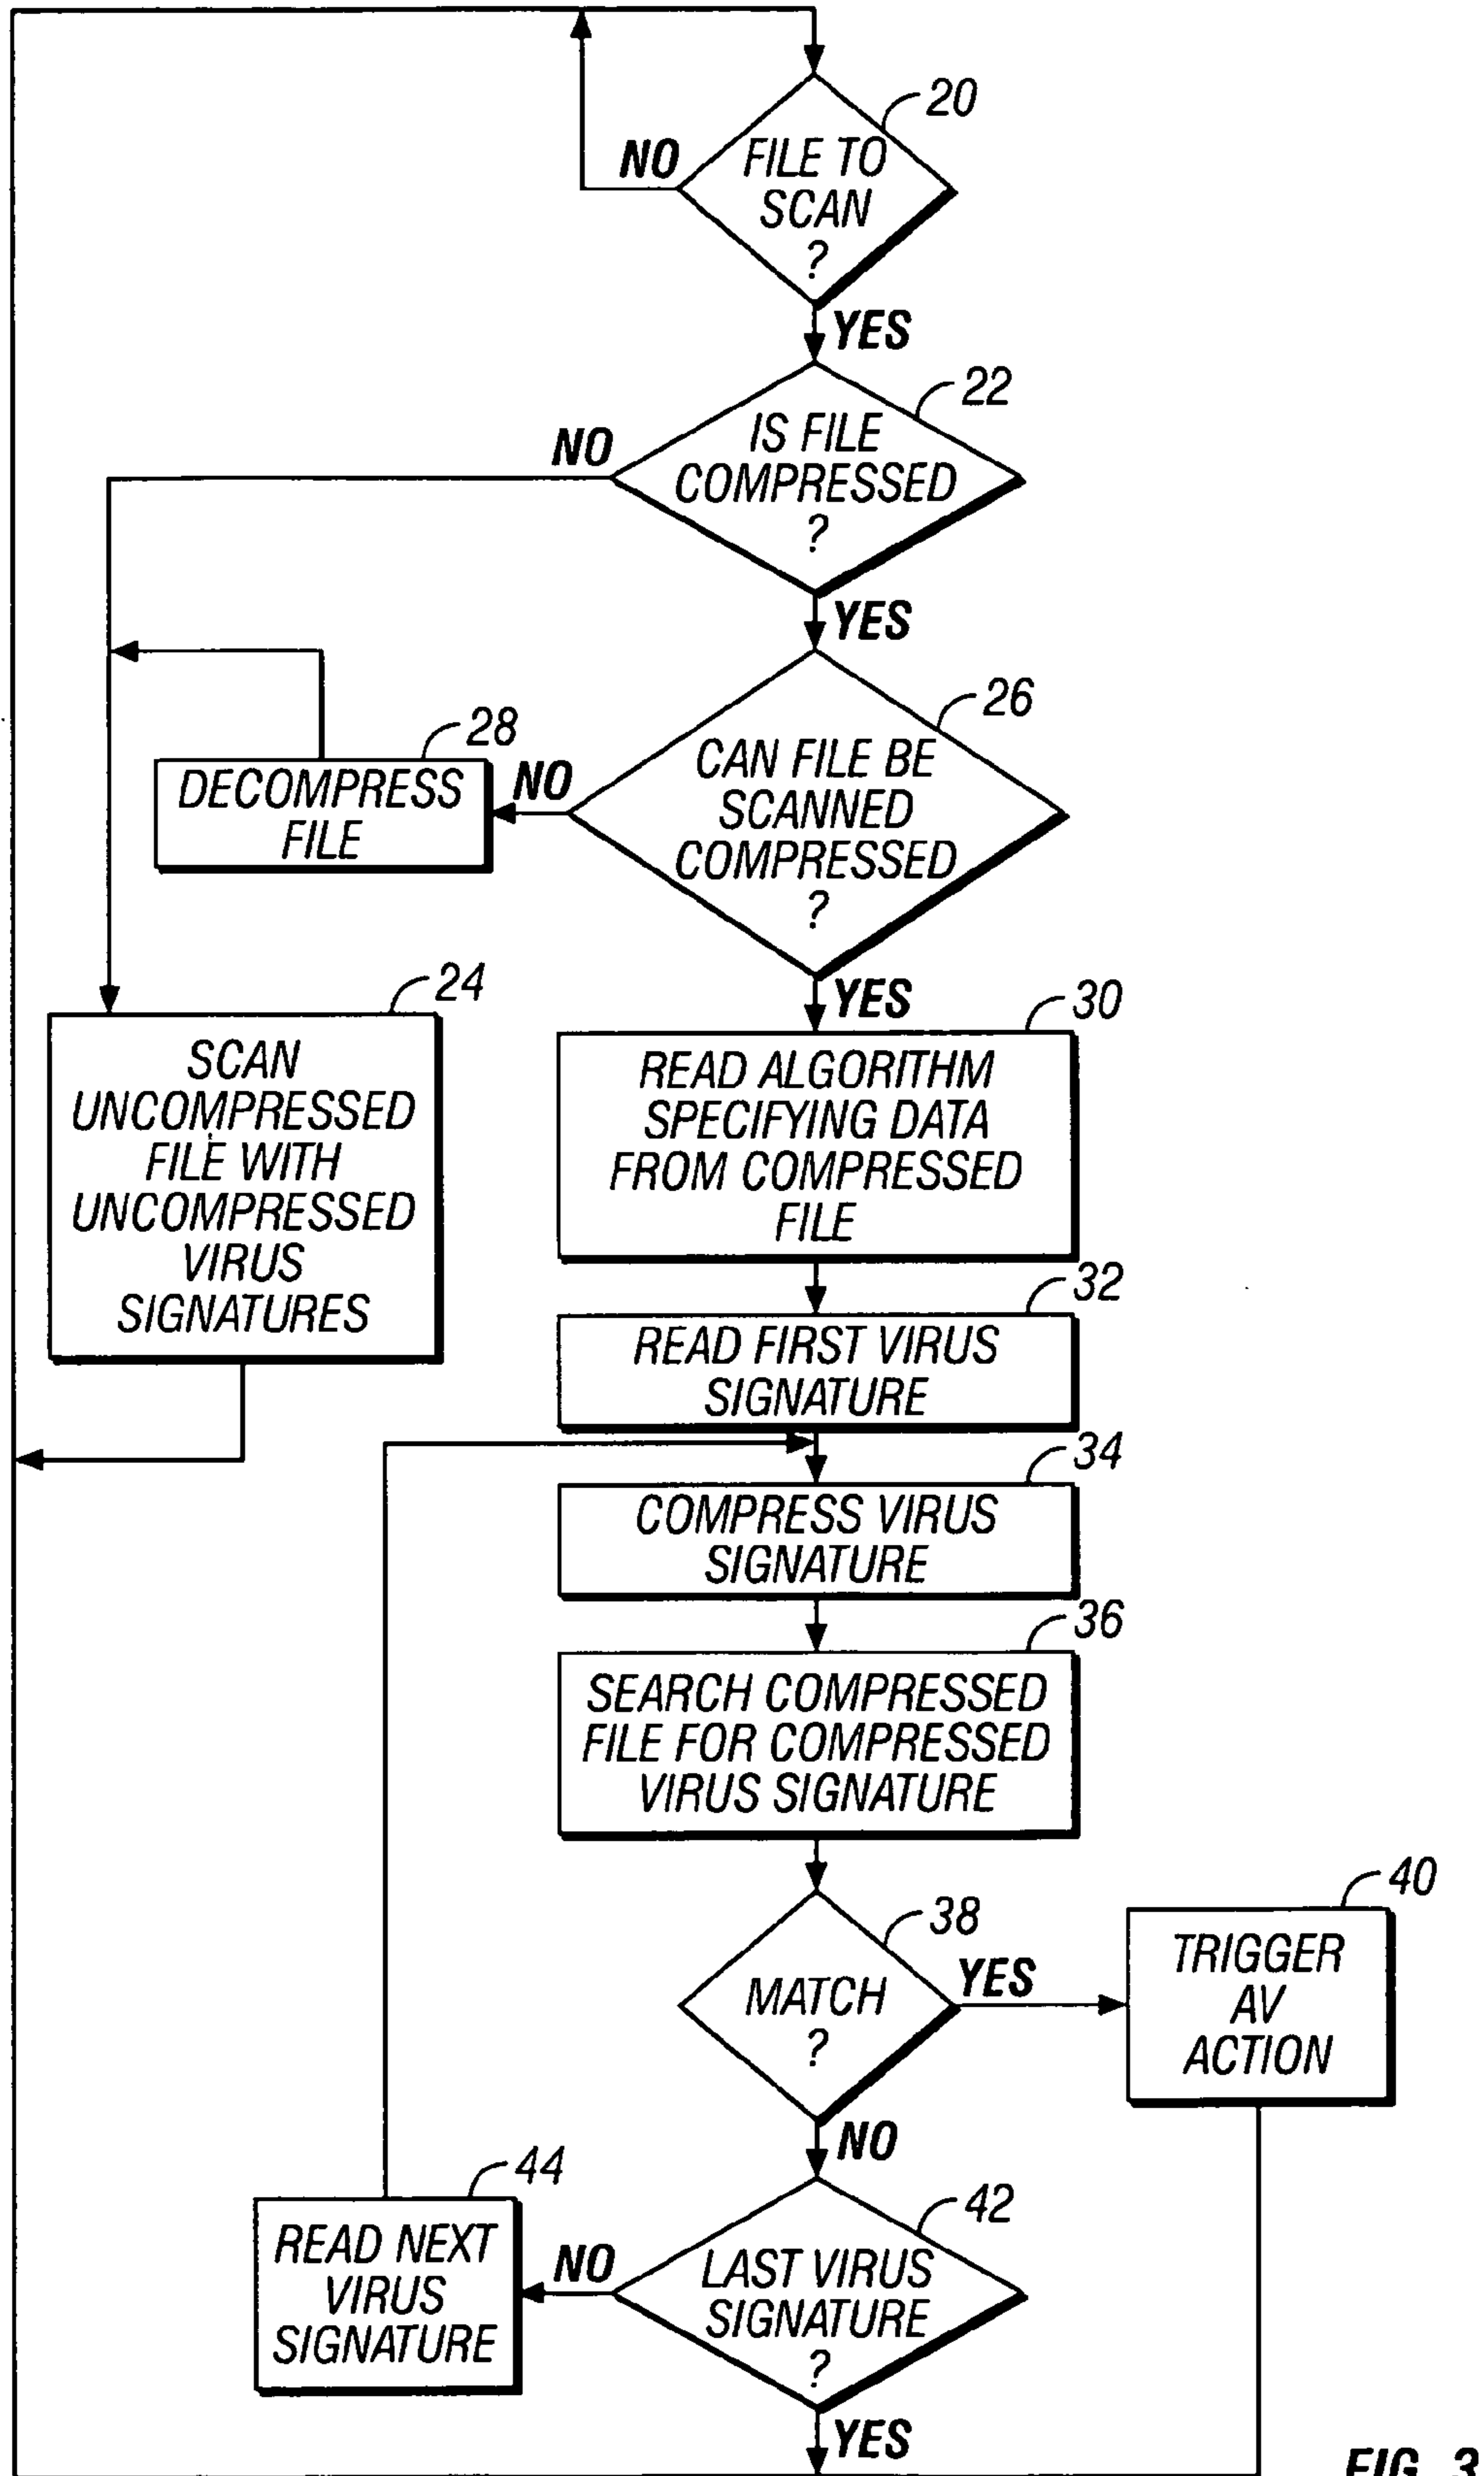 20
NO
FILE TO
SCAN
?
YES
22
NO
IS FILE
COMPRESSED
?
YES
26
28
NO
CAN FILE BE
SCANNED
COMPRESSED
?
DECOMPRESS
FILE
YES
24
30
SCAN
UNCOMPRESSED
FILE WITH
UNCOMPRESSED
VIRUS
SIGNATURES
READ ALGORITHM
SPECIFYING DATA
FROM COMPRESSED
FILE
32
READ FIRST VIRUS
SIGNATURE
34
COMPRESS VIRUS
SIGNATURE
36
SEARCH COMPRESSED
FILE FOR COMPRESSED
VIRUS SIGNATURE
38
MATCH
?
YES
40
TRIGGER
AV
ACTION
NO
42
44
LAST VIRUS
SIGNATURE
?
NO
READ NEXT
VIRUS
SIGNATURE
YES
FIG. 3